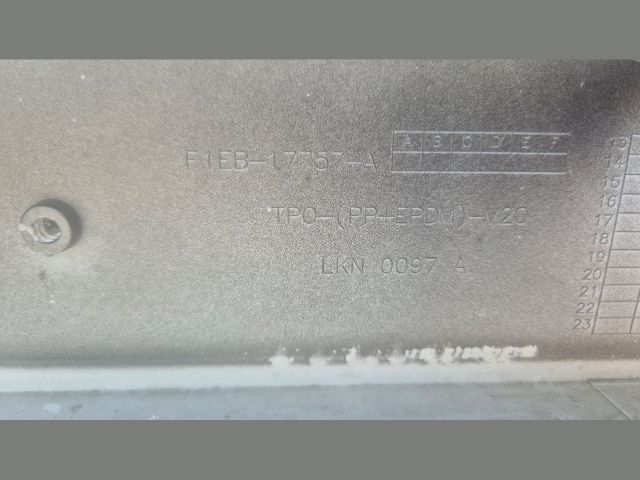 F1EB-17757-A
A B C D E F
TPO-(PP+EPDM)-V20
LKN 0097 A
13
14
15
16
17
18
19
20
21
22
23